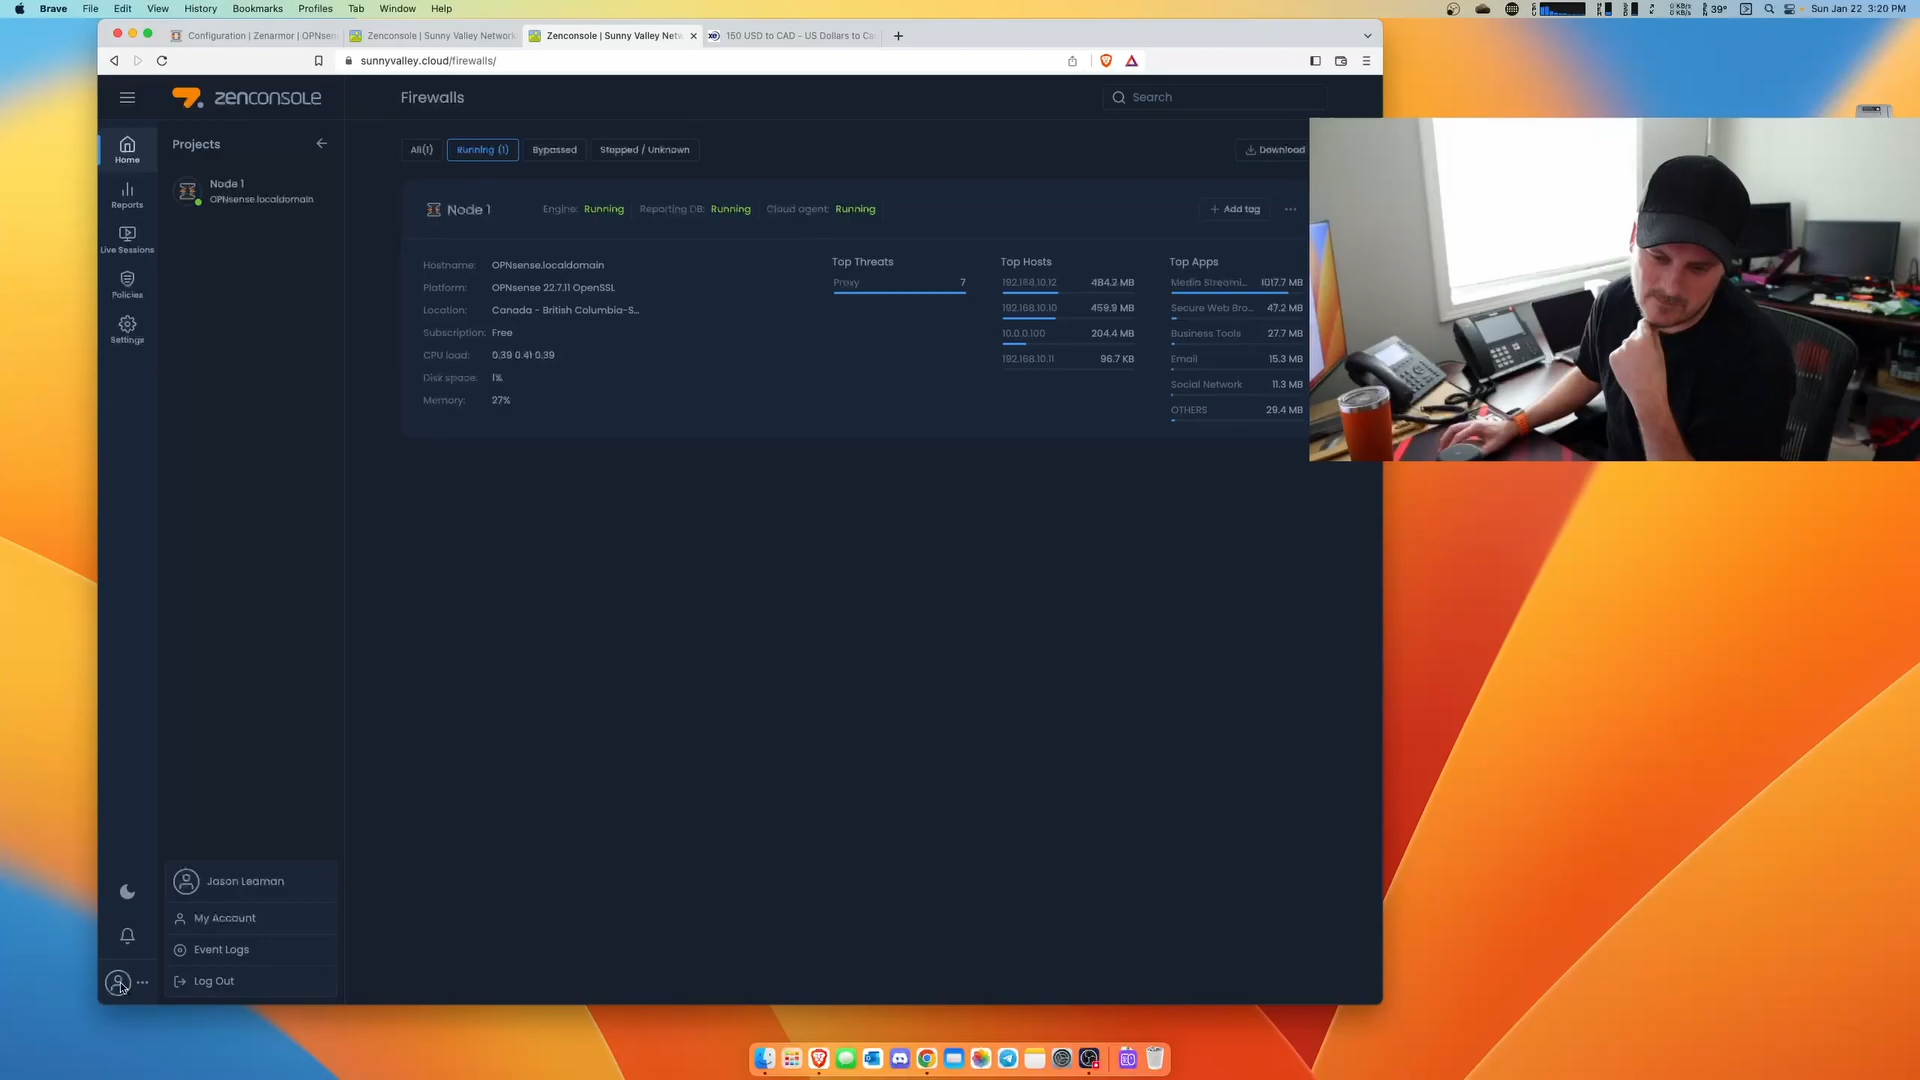 Brave File Edit View History Bookmarks Profiles Tab Window Help
39° Sun Jan 22 3:20 PM
Configuration | Zenarmor | OPNsen
Zenconsole | Sunny Valley Network
Zenconsole | Sunny Valley Netw
150 USD to CAD - US Dollars to Ca
sunnyvalley.cloud/firewalls/
zenconsole
Firewalls
Search
Home
Reports
Live Sessions
Policies
Settings
Projects
Node 1
OPNsense.localdomain
All(1) Running (1) Bypassed Stopped / Unknown
Download
Node 1 Engine: Running Reporting DB: Running Cloud agent: Running
Add tag
Hostname: OPNsense.localdomain
Platform: OPNsense 22.7.11 OpenSSL
Location: Canada - British Columbia-S...
Subscription: Free
CPU load: 0.39 0.41 0.39
Disk space: 1%
Memory: 27%
Top Threats
Proxy 7
Top Hosts
192.168.10.12 484.2 MB
192.168.10.10 459.9 MB
10.0.0.100 204.4 MB
192.168.10.11 96.7 KB
Top Apps
Media Streami... 1017.7 MB
Secure Web Bro... 47.2 MB
Business Tools 27.7 MB
Email 15.3 MB
Social Network 11.3 MB
OTHERS 29.4 MB
Jason Leaman
My Account
Event Logs
Log Out